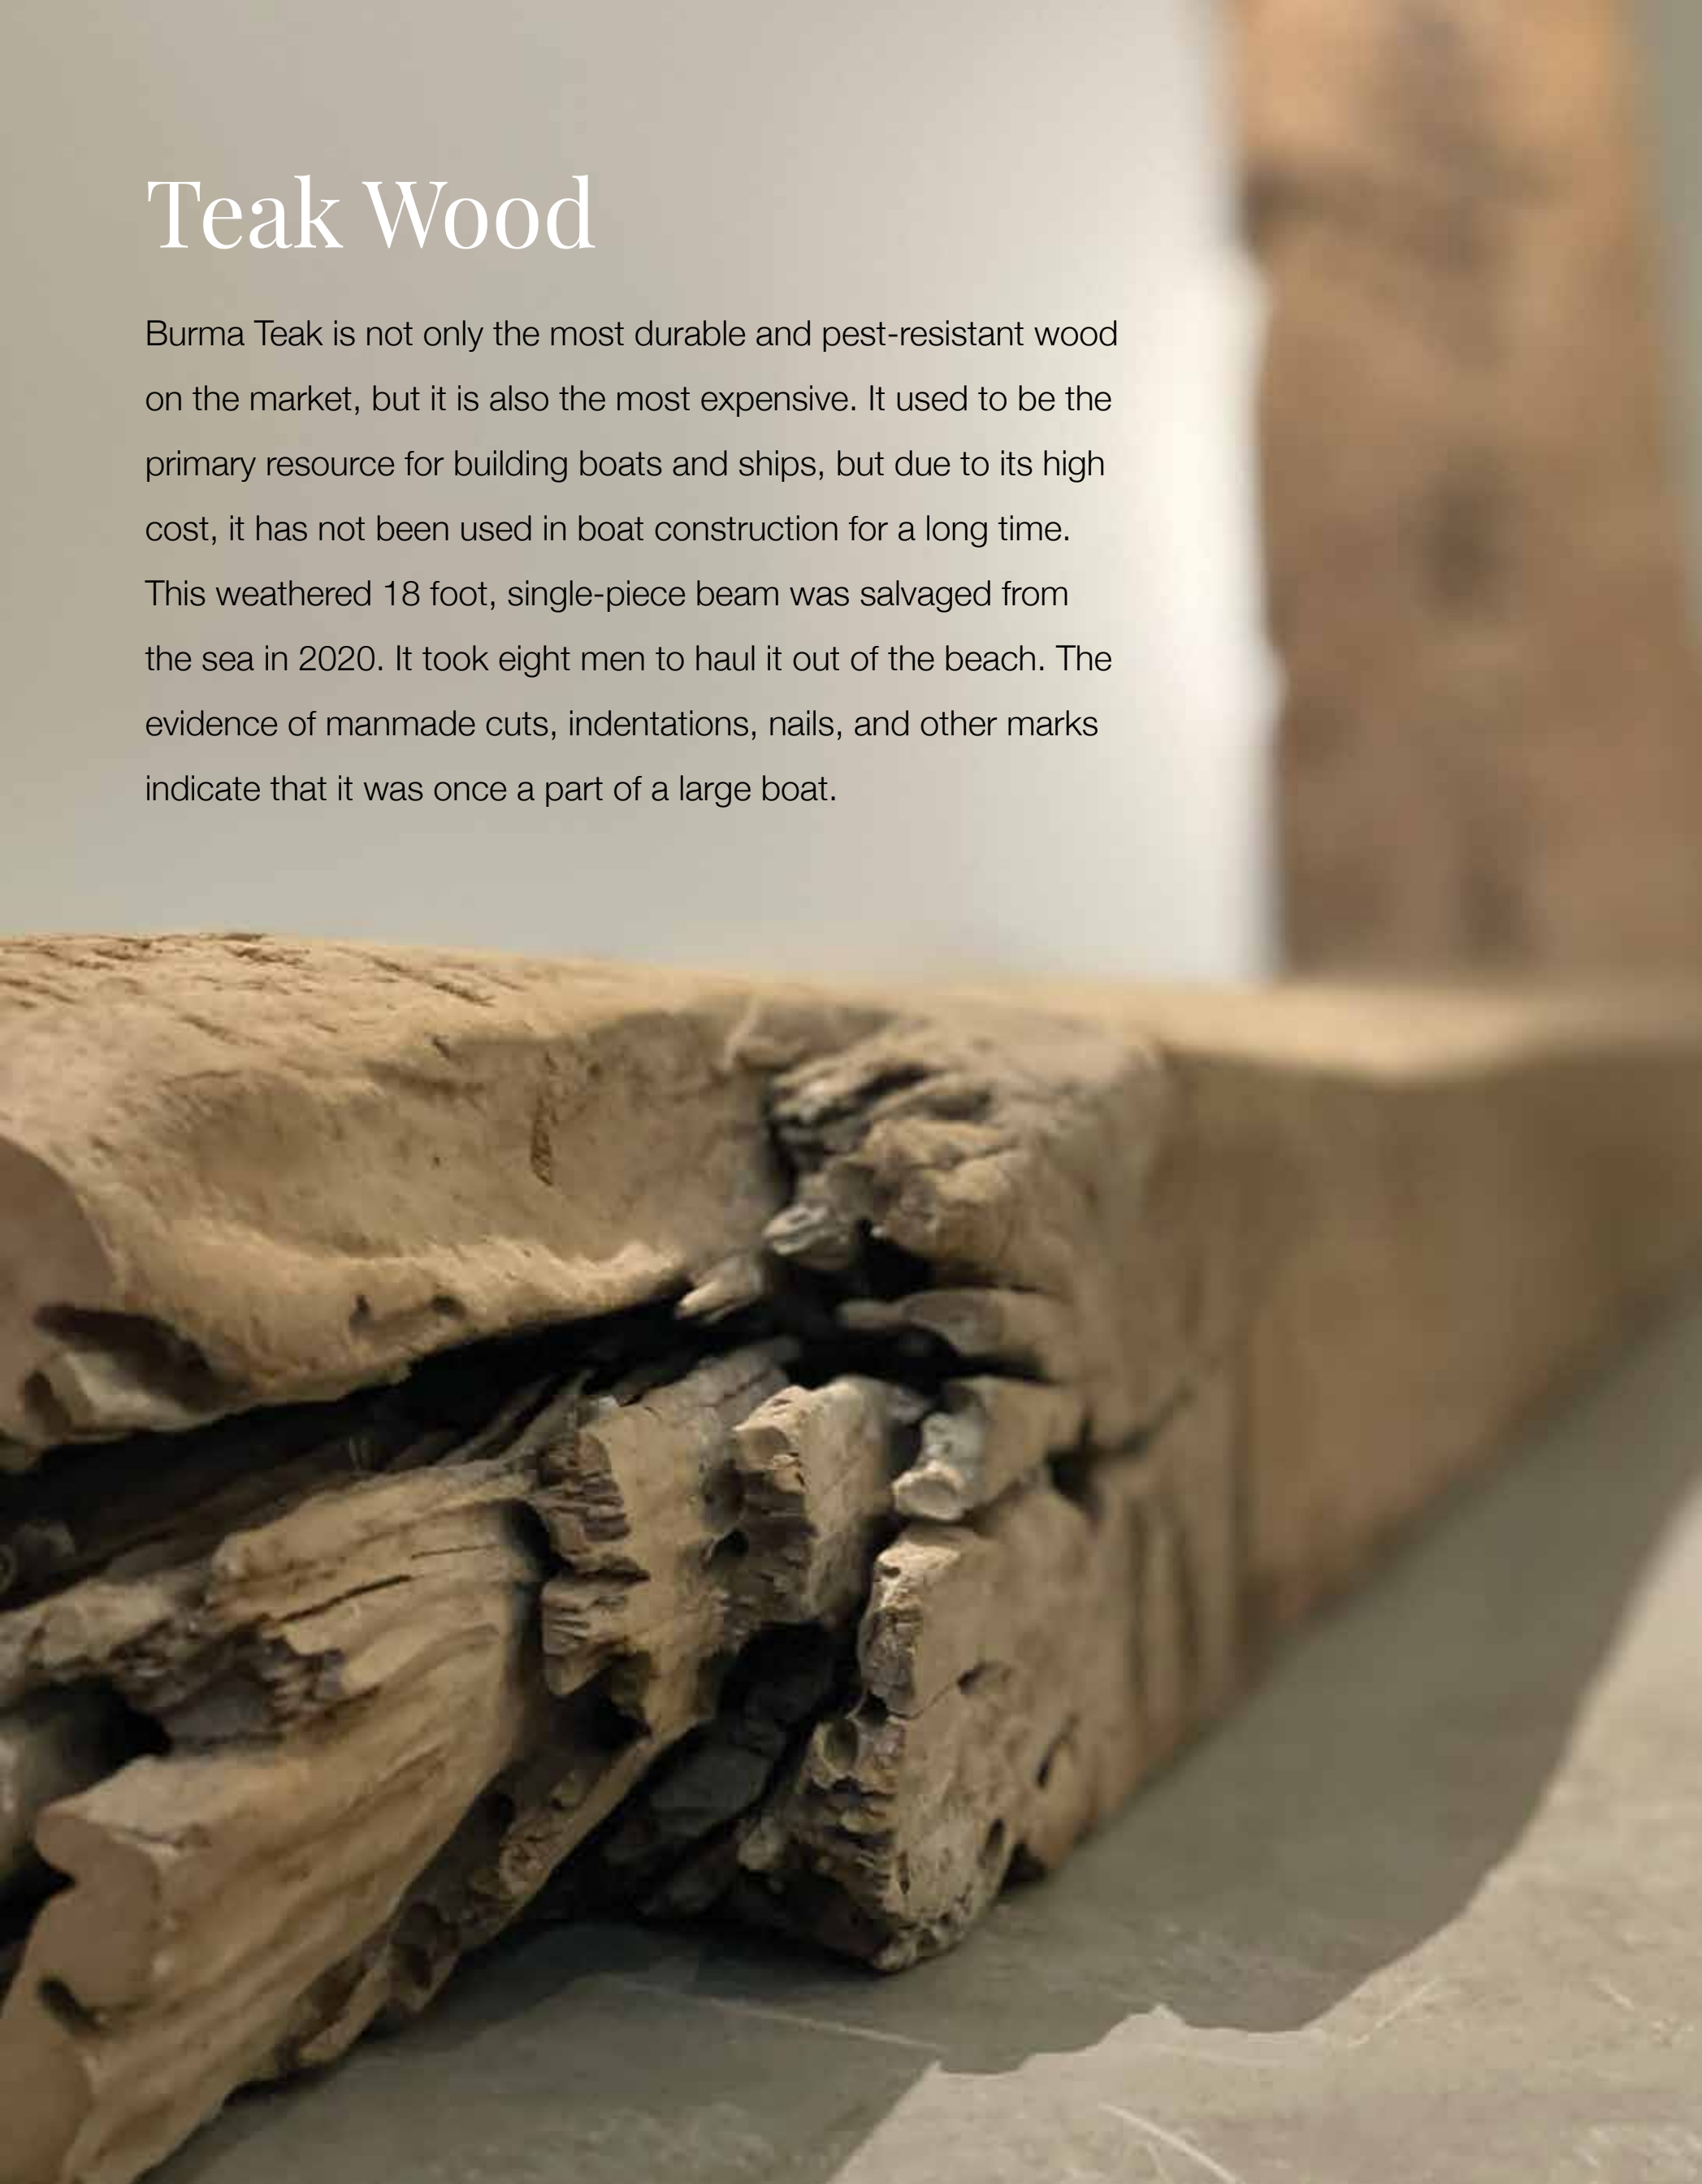 Teak Wood
Burma Teak is not only the most durable and pest-resistant wood
on the market, but it is also the most expensive. It used to be the
primary resource for building boats and ships, but due to its high
cost, it has not been used in boat construction for a long time.
This weathered 18 foot, single-piece beam was salvaged from
the sea in 2020. It took eight men to haul it out of the beach. The
evidence of manmade cuts, indentations, nails, and other marks
indicate that it was once a part of a large boat.